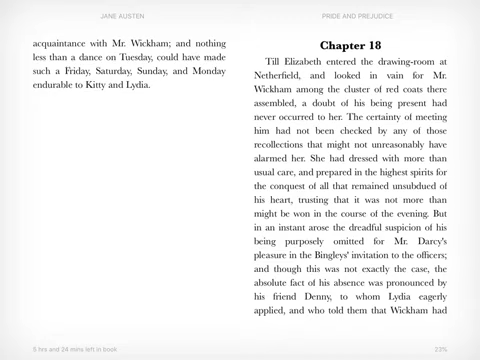 JANE AUSTEN
acquaintance with Mr. Wickham; and nothing
less than a dance on Tuesday, could have made
such a Friday, Saturday, Sunday, and Monday
endurable to Kitty and Lydia.
5 hrs and 24 mins left in book
PRIDE AND PREJUDICE
Chapter 18
Till Elizabeth entered the drawing-room at
Netherfield, and looked in vain for Mr.
Wickham among the cluster of red coats there
assembled, a doubt of his being present had
never occurred to her. The certainty of meeting
him had not been checked by any of those
recollections that might not unreasonably have
alarmed her. She had dressed with more than
usual care, and prepared in the highest spirits for
the conquest of all that remained unsubdued of
his heart, trusting that it was not more than
might be won in the course of the evening. But
in an instant arose the dreadful suspicion of his
being purposely omitted for Mr. Darcy's
pleasure in the Bingleys' invitation to the officers;
and though this was not exactly the case, the
absolute fact of his absence was pronounced by
his friend Denny, to whom Lydia eagerly
applied, and who told them that Wickham had
23%